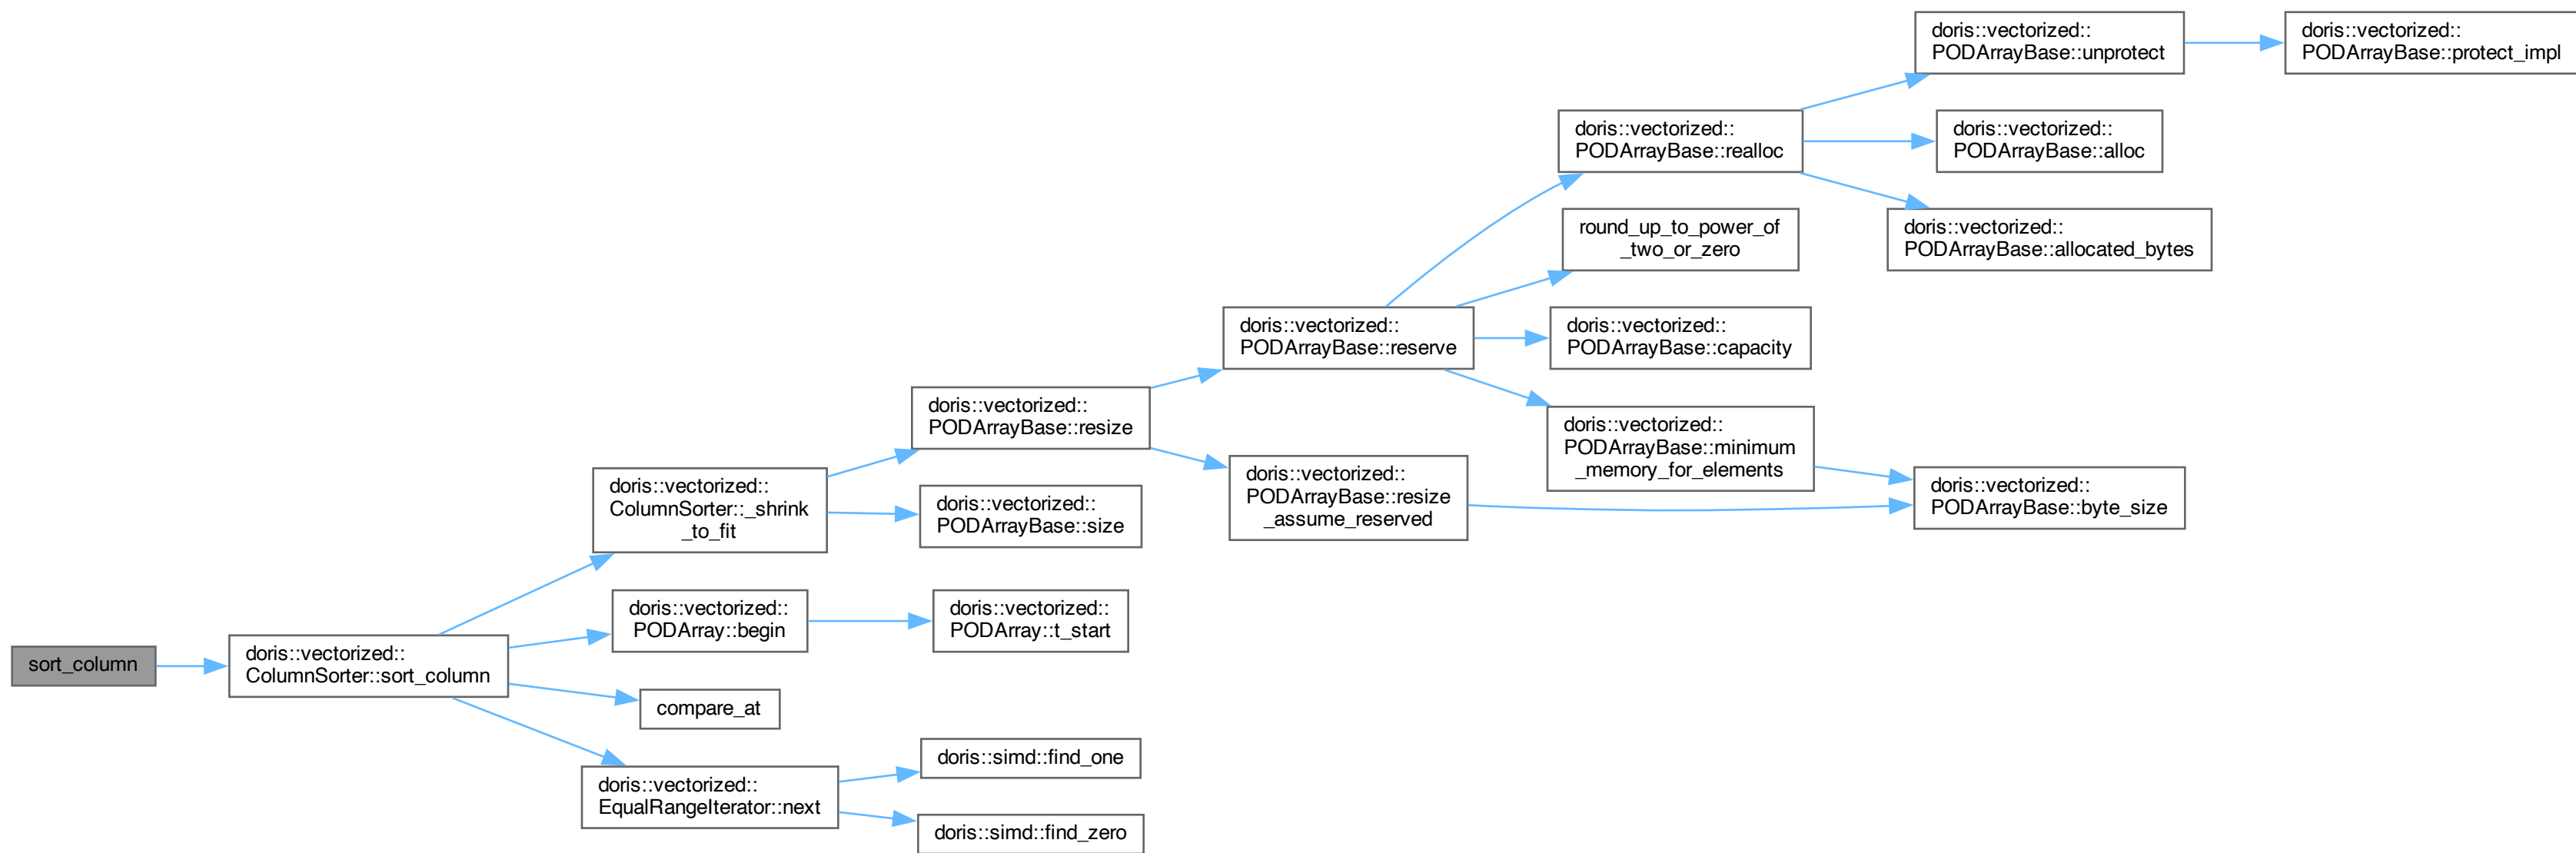 sort_column
doris::vectorized::
ColumnSorter::sort_column
doris::vectorized::
ColumnSorter::_shrink
_to_fit
doris::vectorized::
PODArrayBase::resize
doris::vectorized::
PODArrayBase::reserve
doris::vectorized::
PODArrayBase::realloc
doris::vectorized::
PODArrayBase::unprotect
doris::vectorized::
PODArrayBase::protect_impl
doris::vectorized::
PODArrayBase::alloc
doris::vectorized::
PODArrayBase::allocated_bytes
round_up_to_power_of
_two_or_zero
doris::vectorized::
PODArrayBase::capacity
doris::vectorized::
PODArrayBase::minimum
_memory_for_elements
doris::vectorized::
PODArrayBase::byte_size
doris::vectorized::
PODArrayBase::resize
_assume_reserved
doris::vectorized::
PODArrayBase::size
doris::vectorized::
PODArray::begin
doris::vectorized::
PODArray::t_start
compare_at
doris::vectorized::
EqualRangeIterator::next
doris::simd::find_one
doris::simd::find_zero